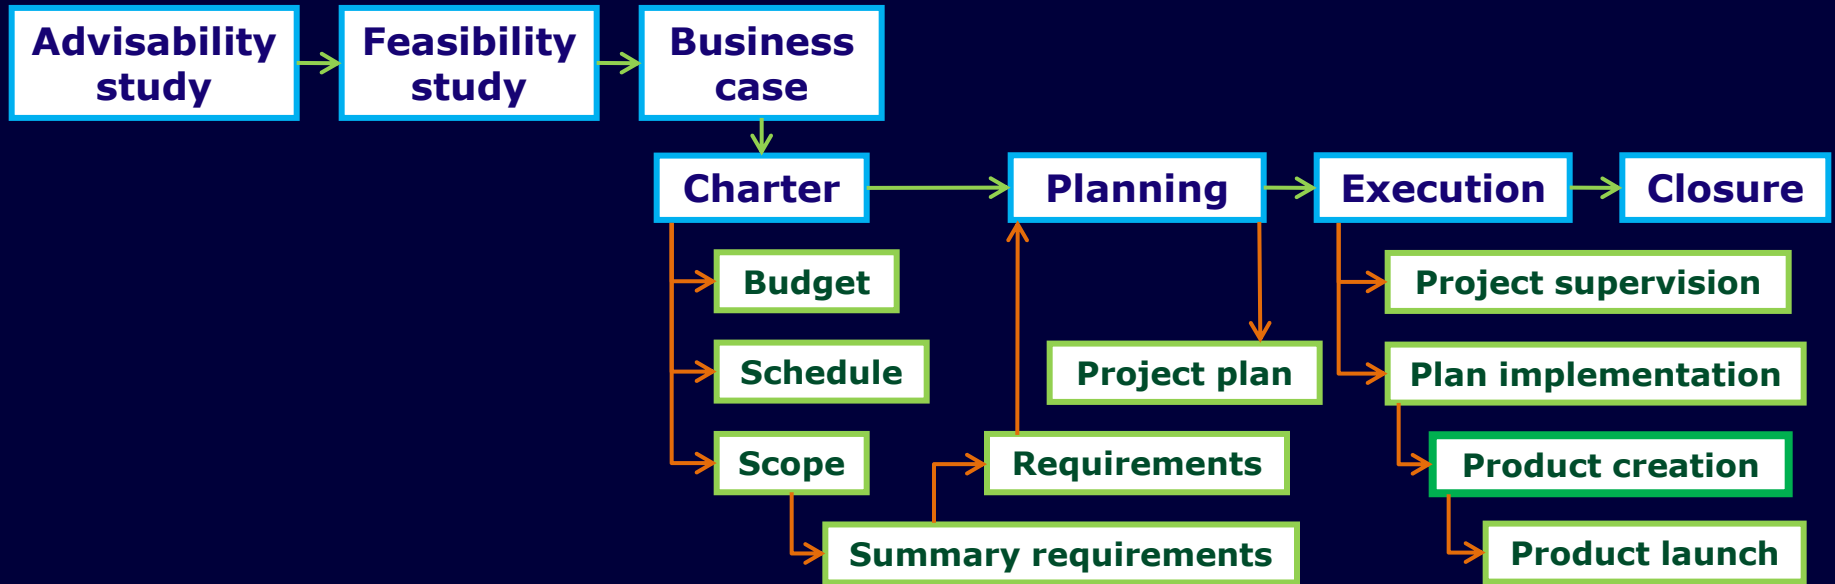 Advisability
study
Feasibility
study
Business
case
Charter
Planning
Execution
Closure
Budget
Project supervision
Schedule
Project plan
Plan implementation
Scope
Requirements
Product creation
Summary requirements
Product launch